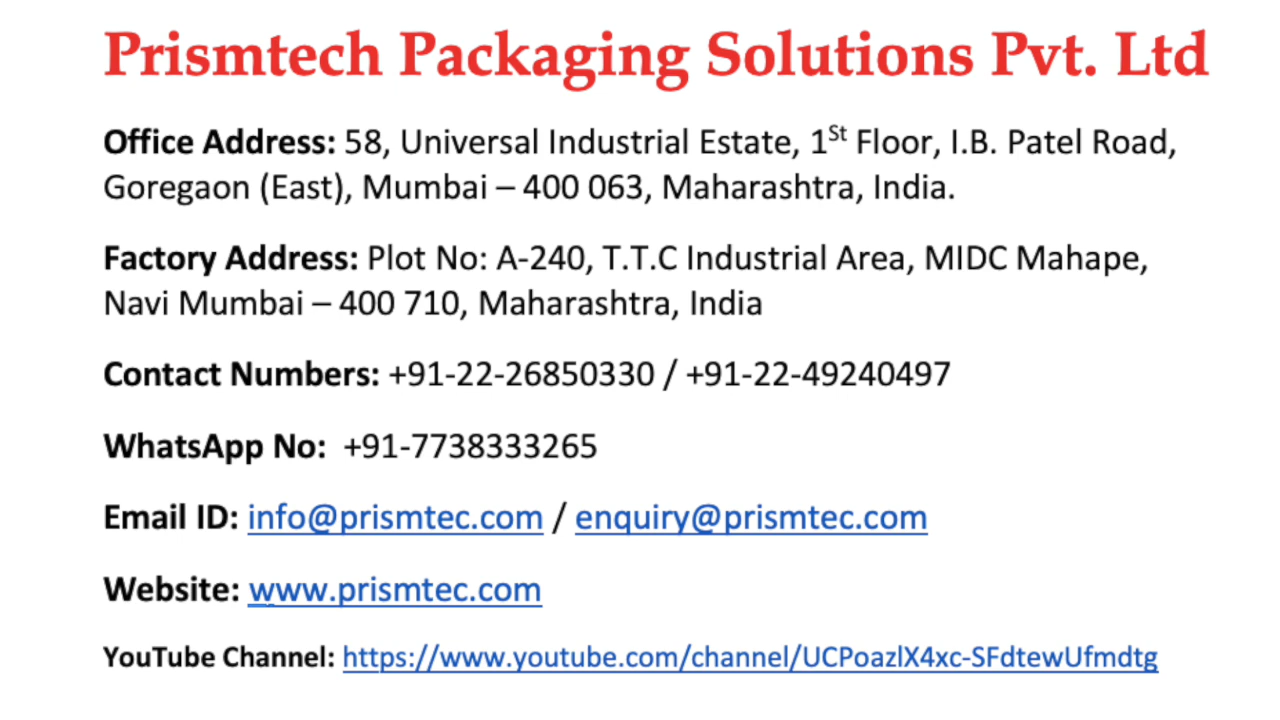 Prismtech Packaging Solutions Pvt. Ltd
Office Address: 58, Universal Industrial Estate, 1St Floor, I.B. Patel Road,
Goregaon (East), Mumbai – 400 063, Maharashtra, India.
Factory Address: Plot No: A-240, T.T.C Industrial Area, MIDC Mahape,
Navi Mumbai – 400 710, Maharashtra, India
Contact Numbers: +91-22-26850330 / +91-22-49240497
WhatsApp No: +91-7738333265
Email ID: info@prismtec.com / enquiry@prismtec.com
Website: www.prismtec.com
YouTube Channel: https://www.youtube.com/channel/UCPoazlX4xc-SFdtewUfmdtg